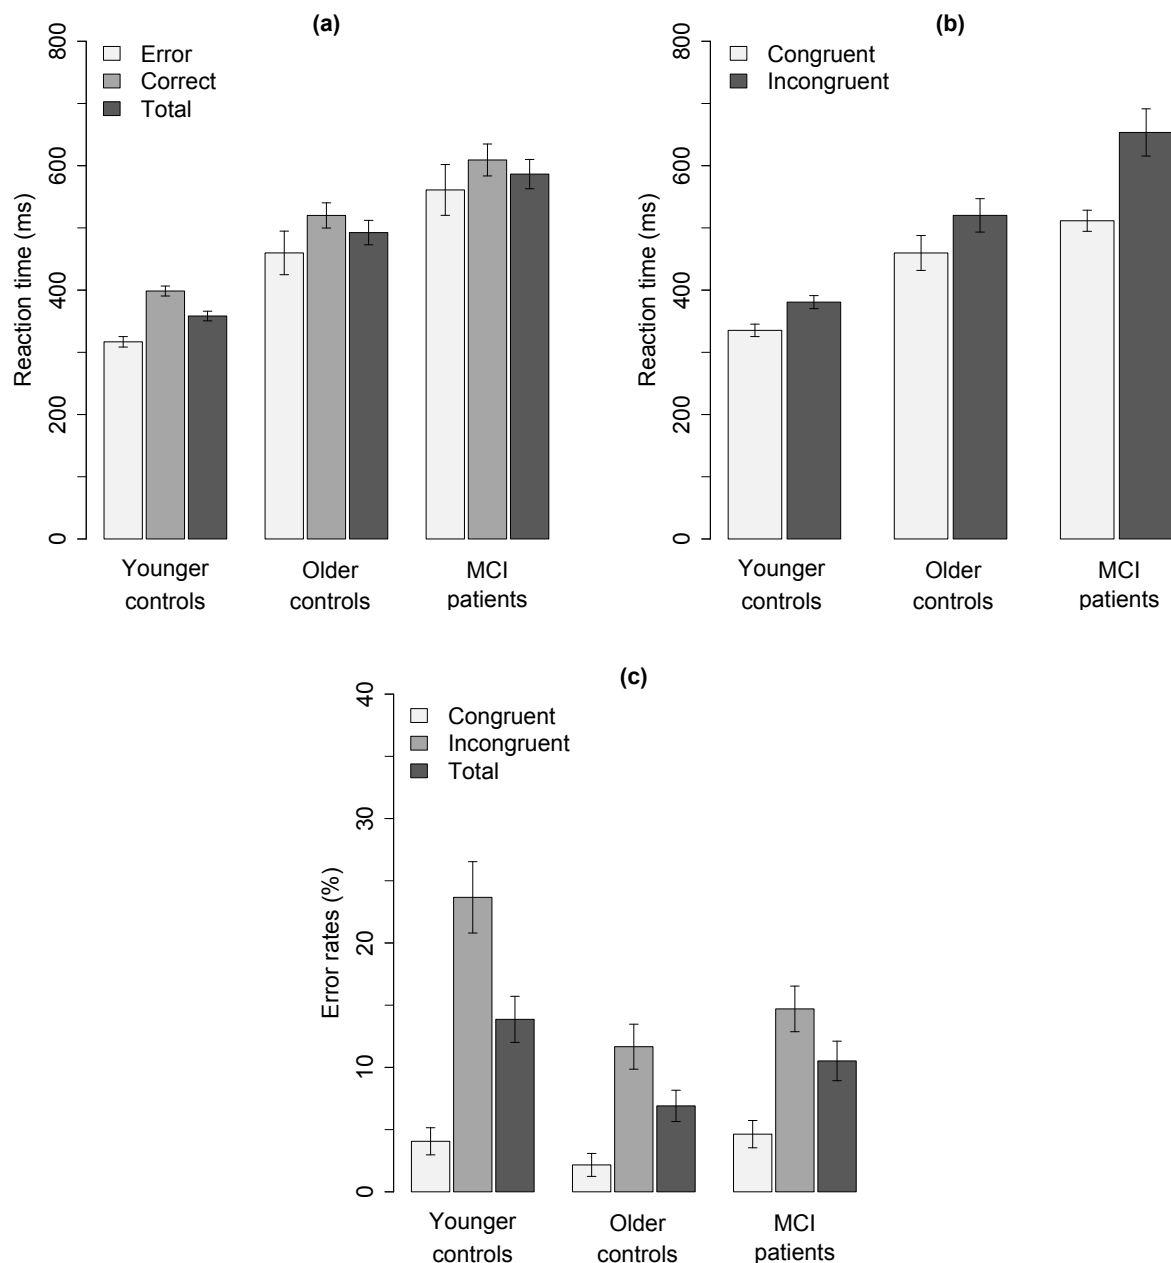 (a)
Error
Correct
Total
Reaction time (ms)
0
200
400
600
800
Younger
controls
Older
controls
MCI
patients
(b)
Congruent
Incongruent
Reaction time (ms)
0
200
400
600
800
Younger
controls
Older
controls
MCI
patients
(c)
Congruent
Incongruent
Total
Error rates (%)
0
10
20
30
40
Younger
controls
Older
controls
MCI
patients